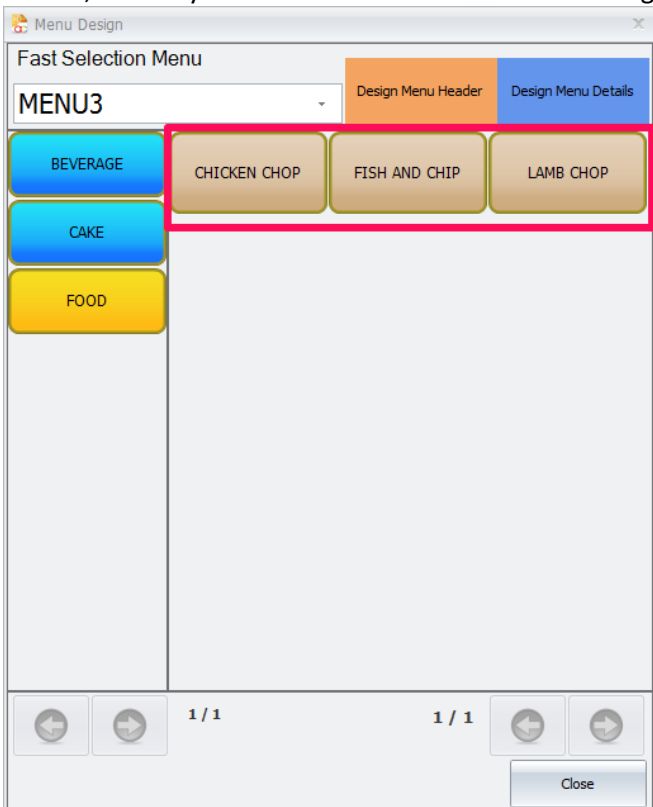 Menu Design
Fast Selection Menu
MENU3
Design Menu Header
Design Menu Details
BEVERAGE
CHICKEN CHOP
FISH AND CHIP
LAMB CHOP
CAKE
FOOD
1 / 1
1 / 1
Close